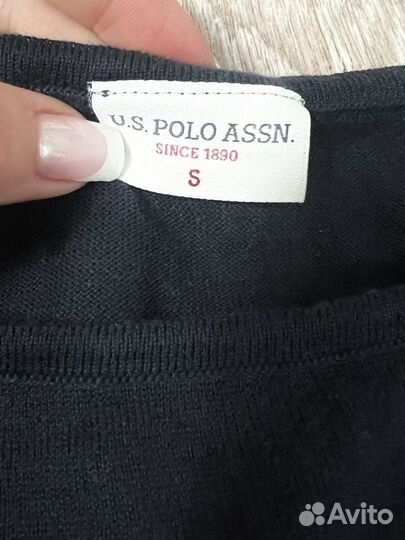 U.S. POLO ASSN.
SINCE 1890
S
Avito